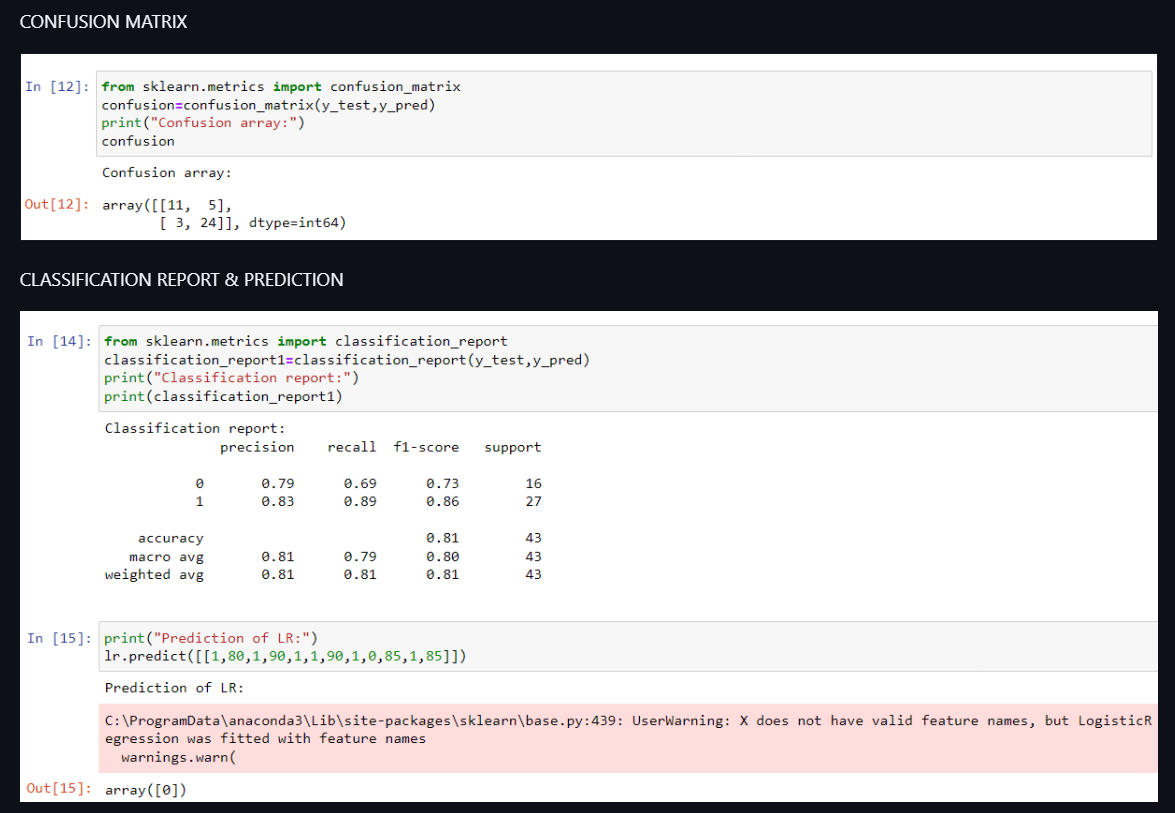 CONFUSION MATRIX
In [12]: from sklearn.metrics import confusion_matrix
confusion=confusion_matrix(y_test,y_pred)
print("Confusion array:")
confusion
Confusion array:
Out[12]: array([[11,  5],
       [ 3, 24]], dtype=int64)
CLASSIFICATION REPORT & PREDICTION
In [14]: from sklearn.metrics import classification_report
classification_report1=classification_report(y_test,y_pred)
print("Classification report:")
print(classification_report1)
Classification report:
              precision    recall  f1-score   support
           0       0.79      0.69      0.73        16
           1       0.83      0.89      0.86        27
    accuracy                           0.81        43
   macro avg       0.81      0.79      0.80        43
weighted avg       0.81      0.81      0.81        43
In [15]: print("Prediction of LR:")
lr.predict([[1,80,1,90,1,1,90,1,0,85,1,85]])
Prediction of LR:
C:\ProgramData\anaconda3\Lib\site-packages\sklearn\base.py:439: UserWarning: X does not have valid feature names, but LogisticR
egression was fitted with feature names
  warnings.warn(
Out[15]: array([0])